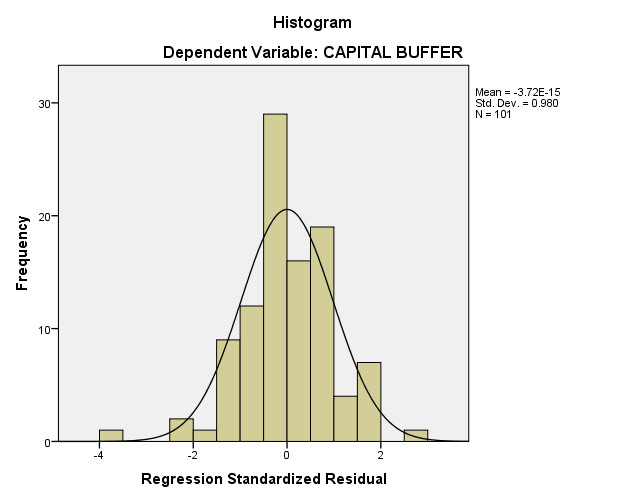 Histogram
Dependent Variable: CAPITAL BUFFER
Mean = -3.72E-15
Std. Dev. = 0.980
N = 101
Frequency
30
20
10
0
-4
-2
0
2
Regression Standardized Residual